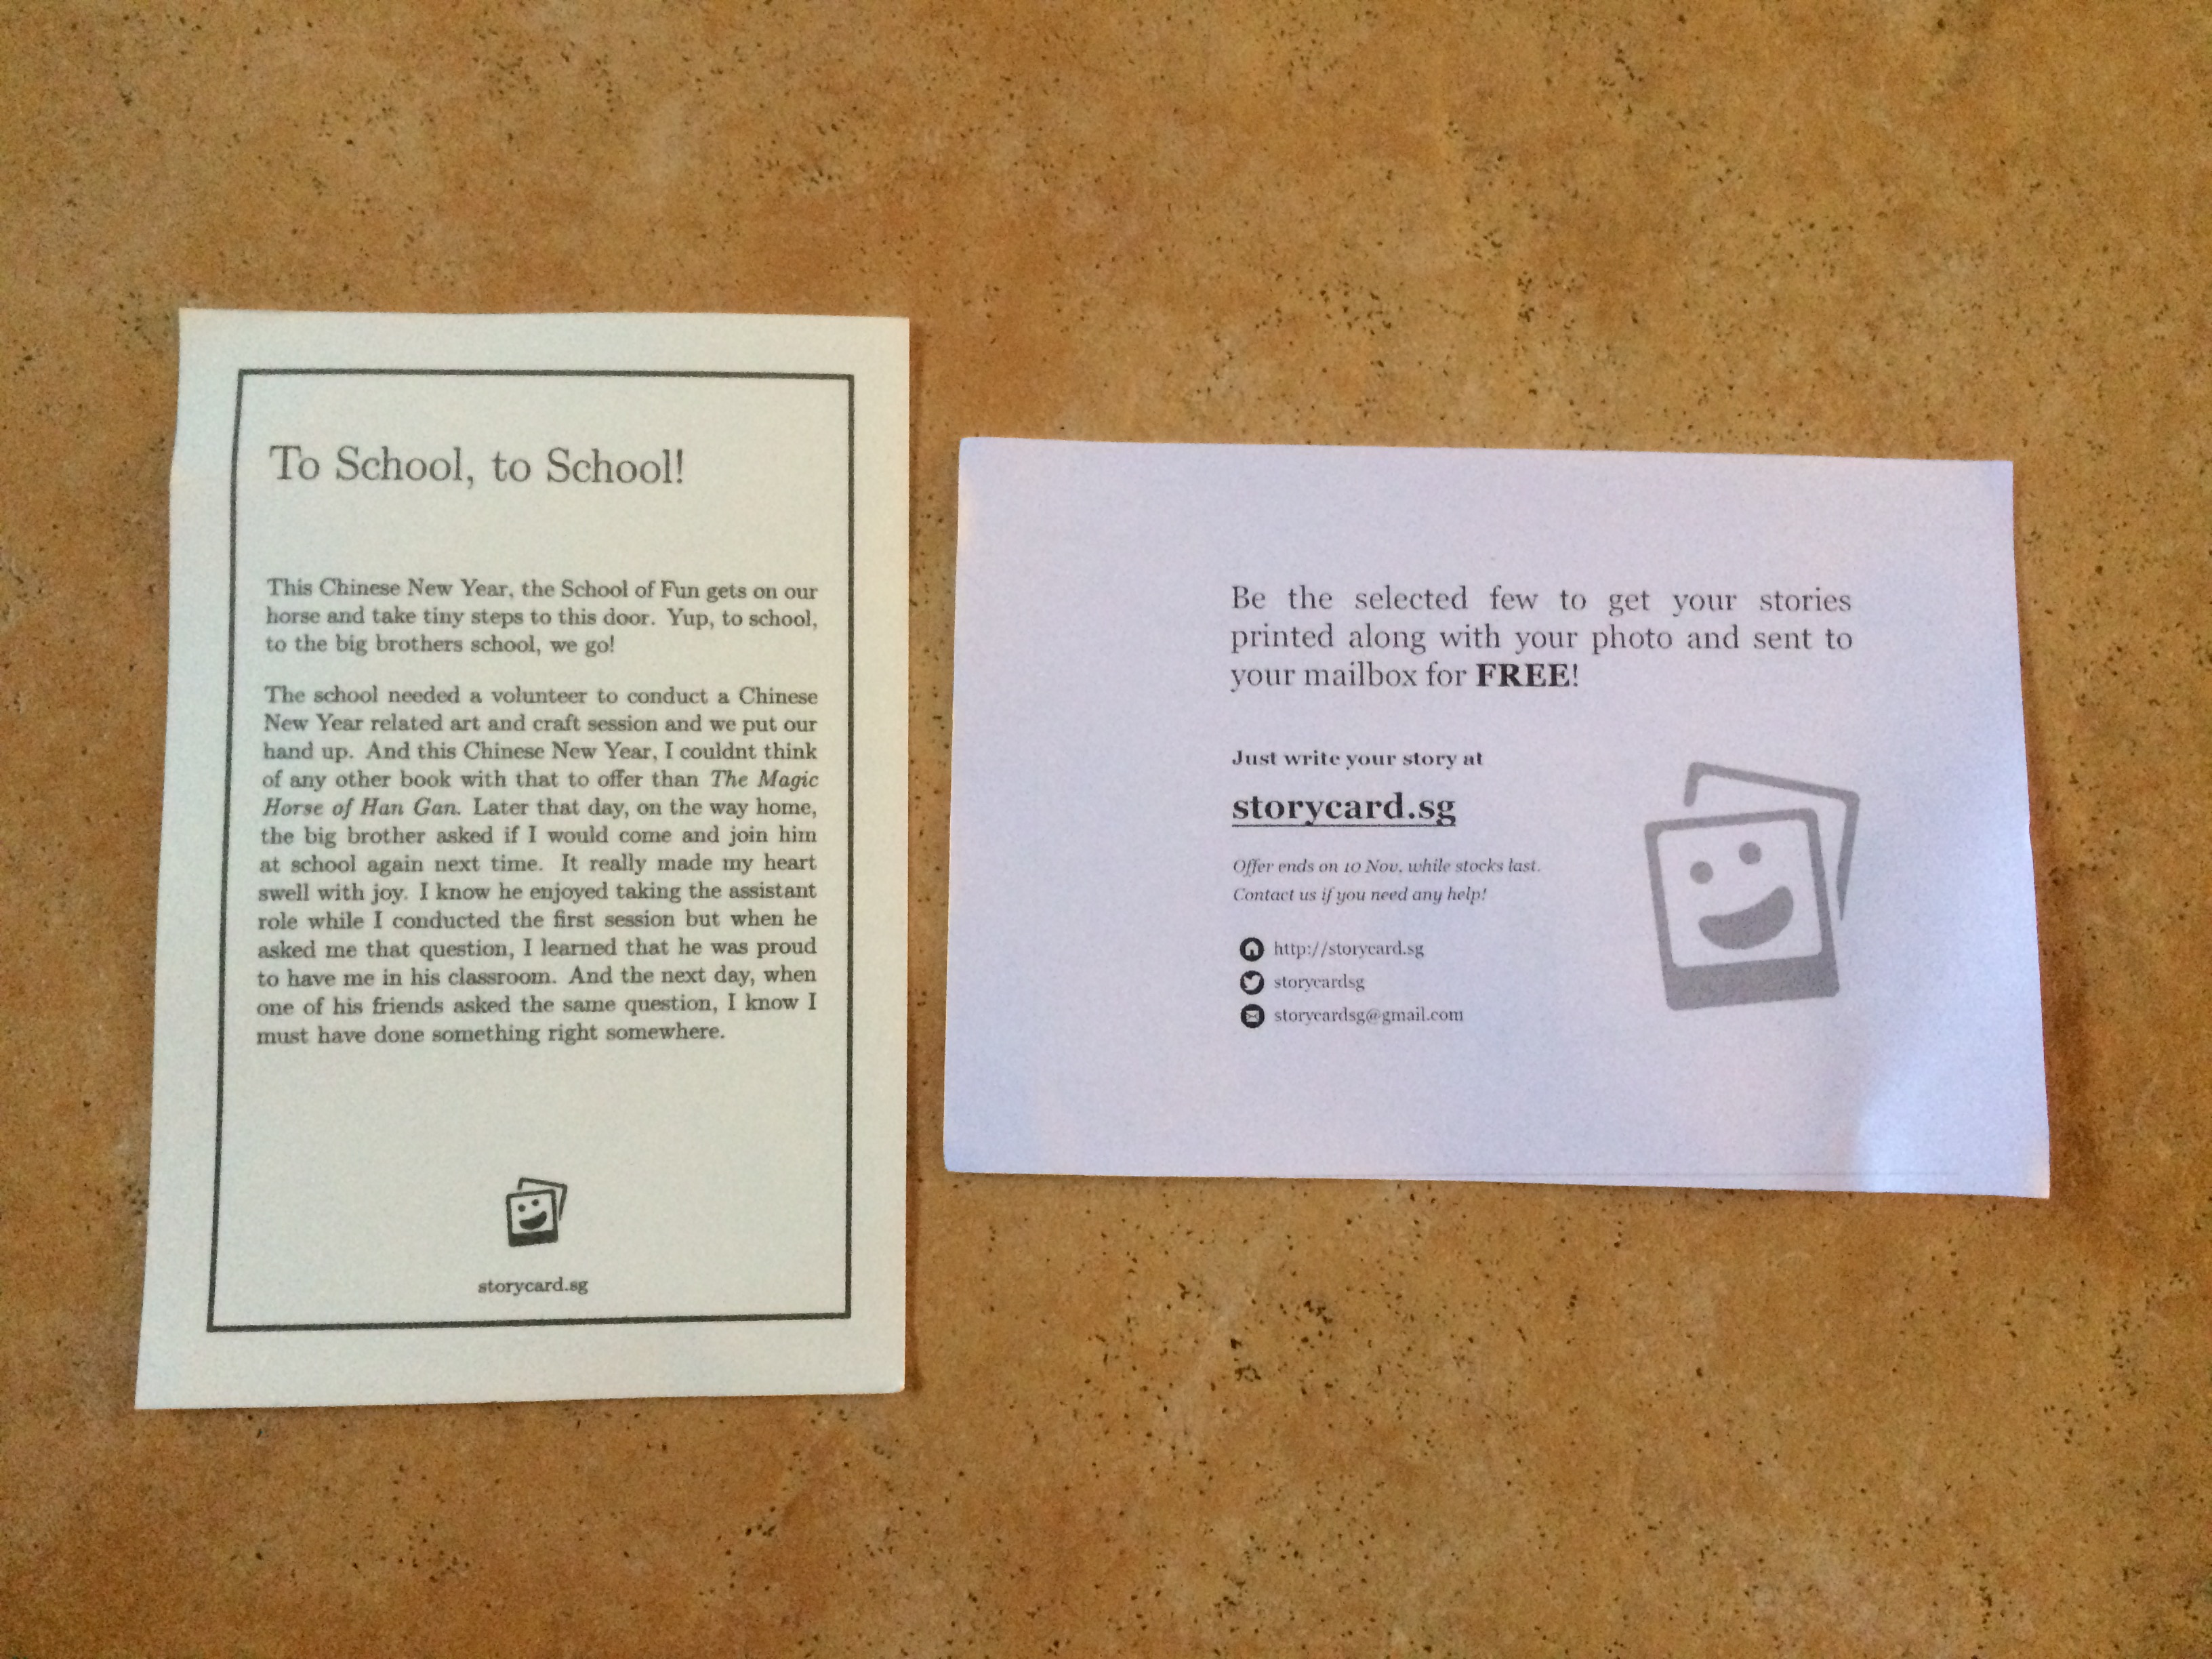 To School, to School!
This Chinese New Year, the School of Fun gets on our
horse and take tiny steps to this door. Yup, to school,
to the big brothers school, we go!
The school needed a volunteer to conduct a Chinese
New Year related art and craft session and we put our
hand up. And this Chinese New Year, I couldnt think
of any other book with that to offer than The Magic
Horse of Han Gan. Later that day, on the way home,
the big brother asked if I would come and join him
at school again next time. It really made my heart
swell with joy. I know he enjoyed taking the assistant
role while I conducted the first session but when he
asked me that question, I learned that he was proud
to have me in his classroom. And the next day, when
one of his friends asked the same question, I know I
must have done something right somewhere.
storycard.sg
Be the selected few to get your stories
printed along with your photo and sent to
your mailbox for FREE!
Just write your story at
storycard.sg
Offer ends on 10 Nov, while stocks last.
Contact us if you need any help!
http://storycard.sg
storycardsg
storycardsg@gmail.com